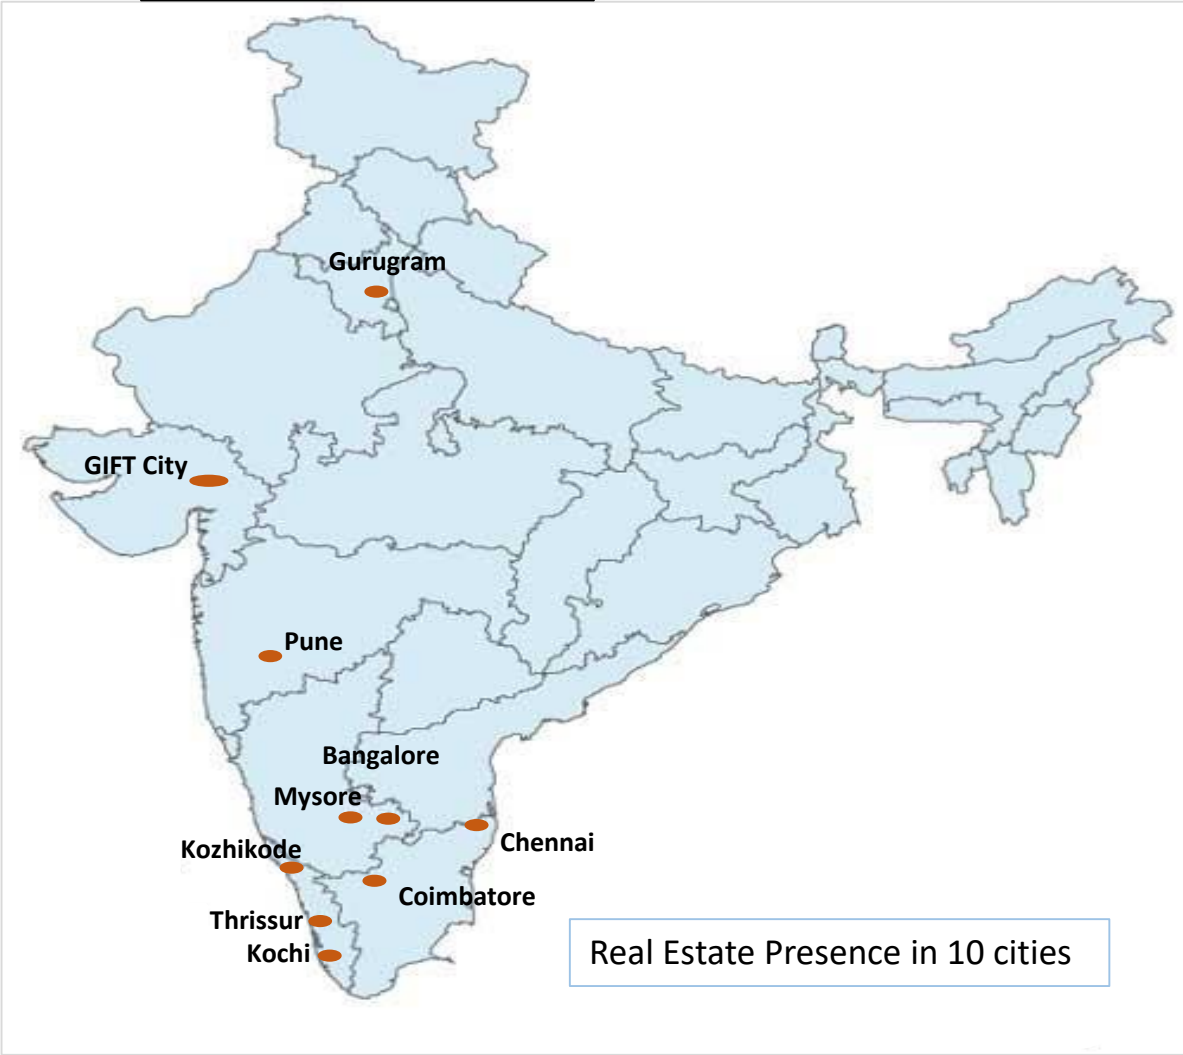 Gurugram
GIFT City
Pune
Bangalore
Mysore
Chennai
Kozhikode
Coimbatore
Thrissur
Kochi
Real Estate Presence in 10 cities